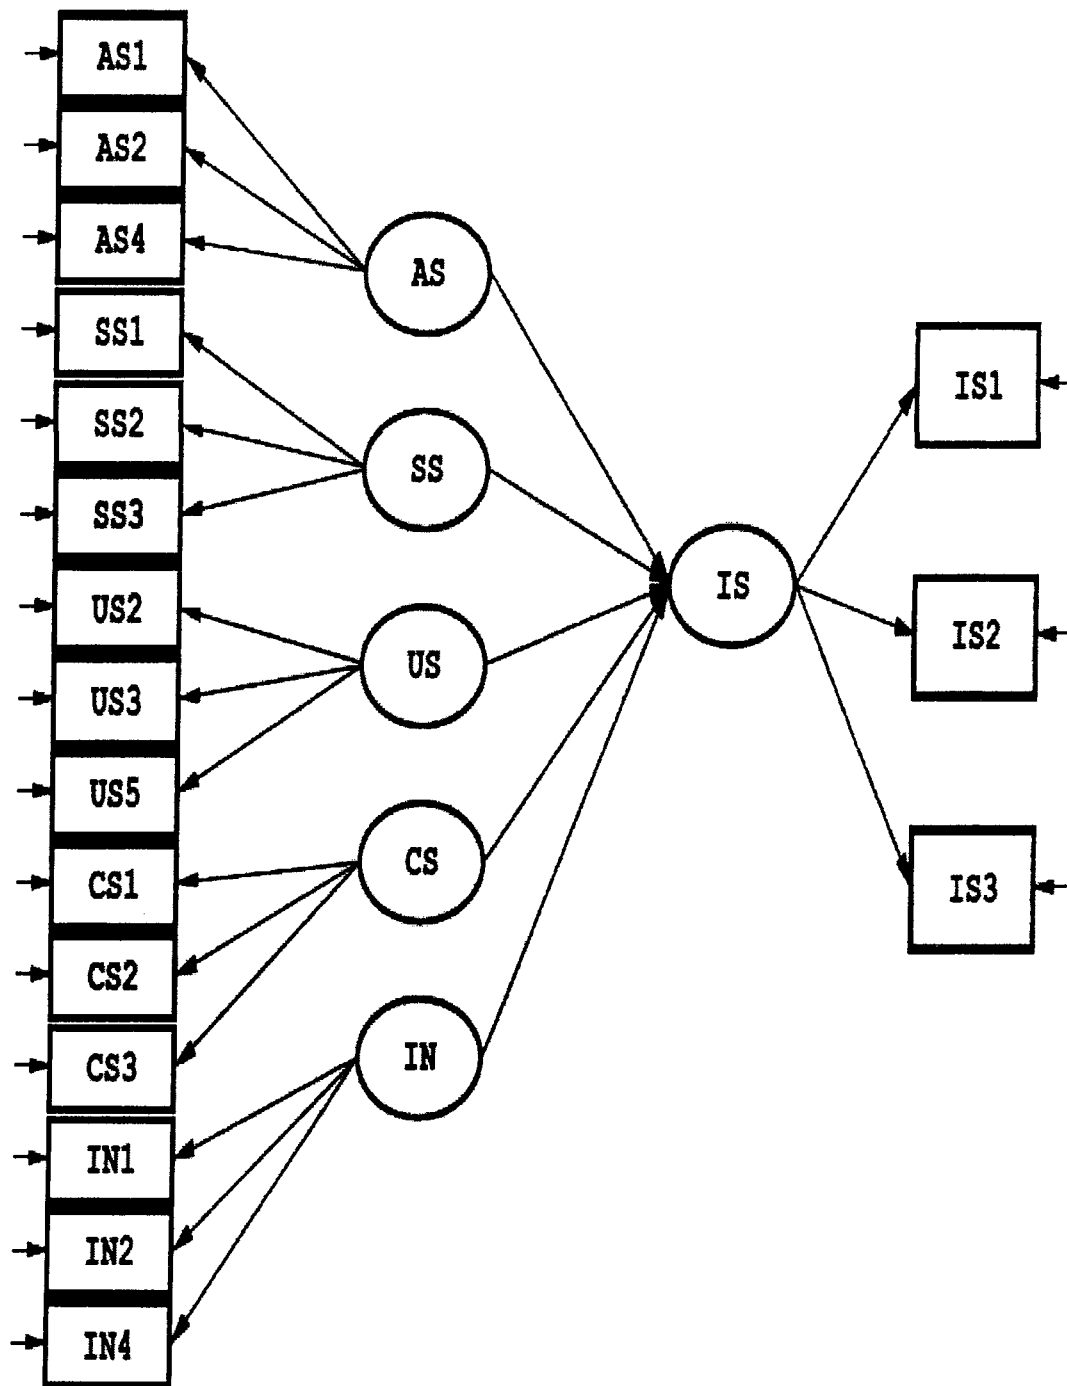 AS1
AS2
AS4
SS1
SS2
SS3
US2
US3
US5
CS1
CS2
CS3
IN1
IN2
IN4
AS
SS
US
CS
IN
IS
IS1
IS2
IS3